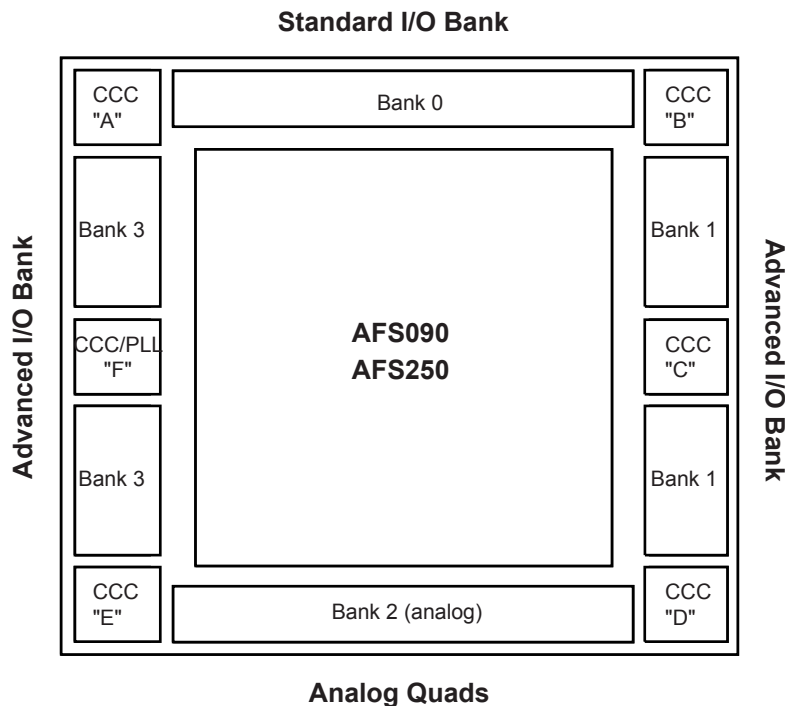 Standard I/O Bank
CCC
"A"
Bank 0
CCC
"B"
Bank 3
Bank 1
Advanced I/O Bank
Advanced I/O Bank
CCC/PLL
"F"
AFS090
AFS250
CCC
"C"
Bank 3
Bank 1
CCC
"E"
Bank 2 (analog)
CCC
"D"
Analog Quads